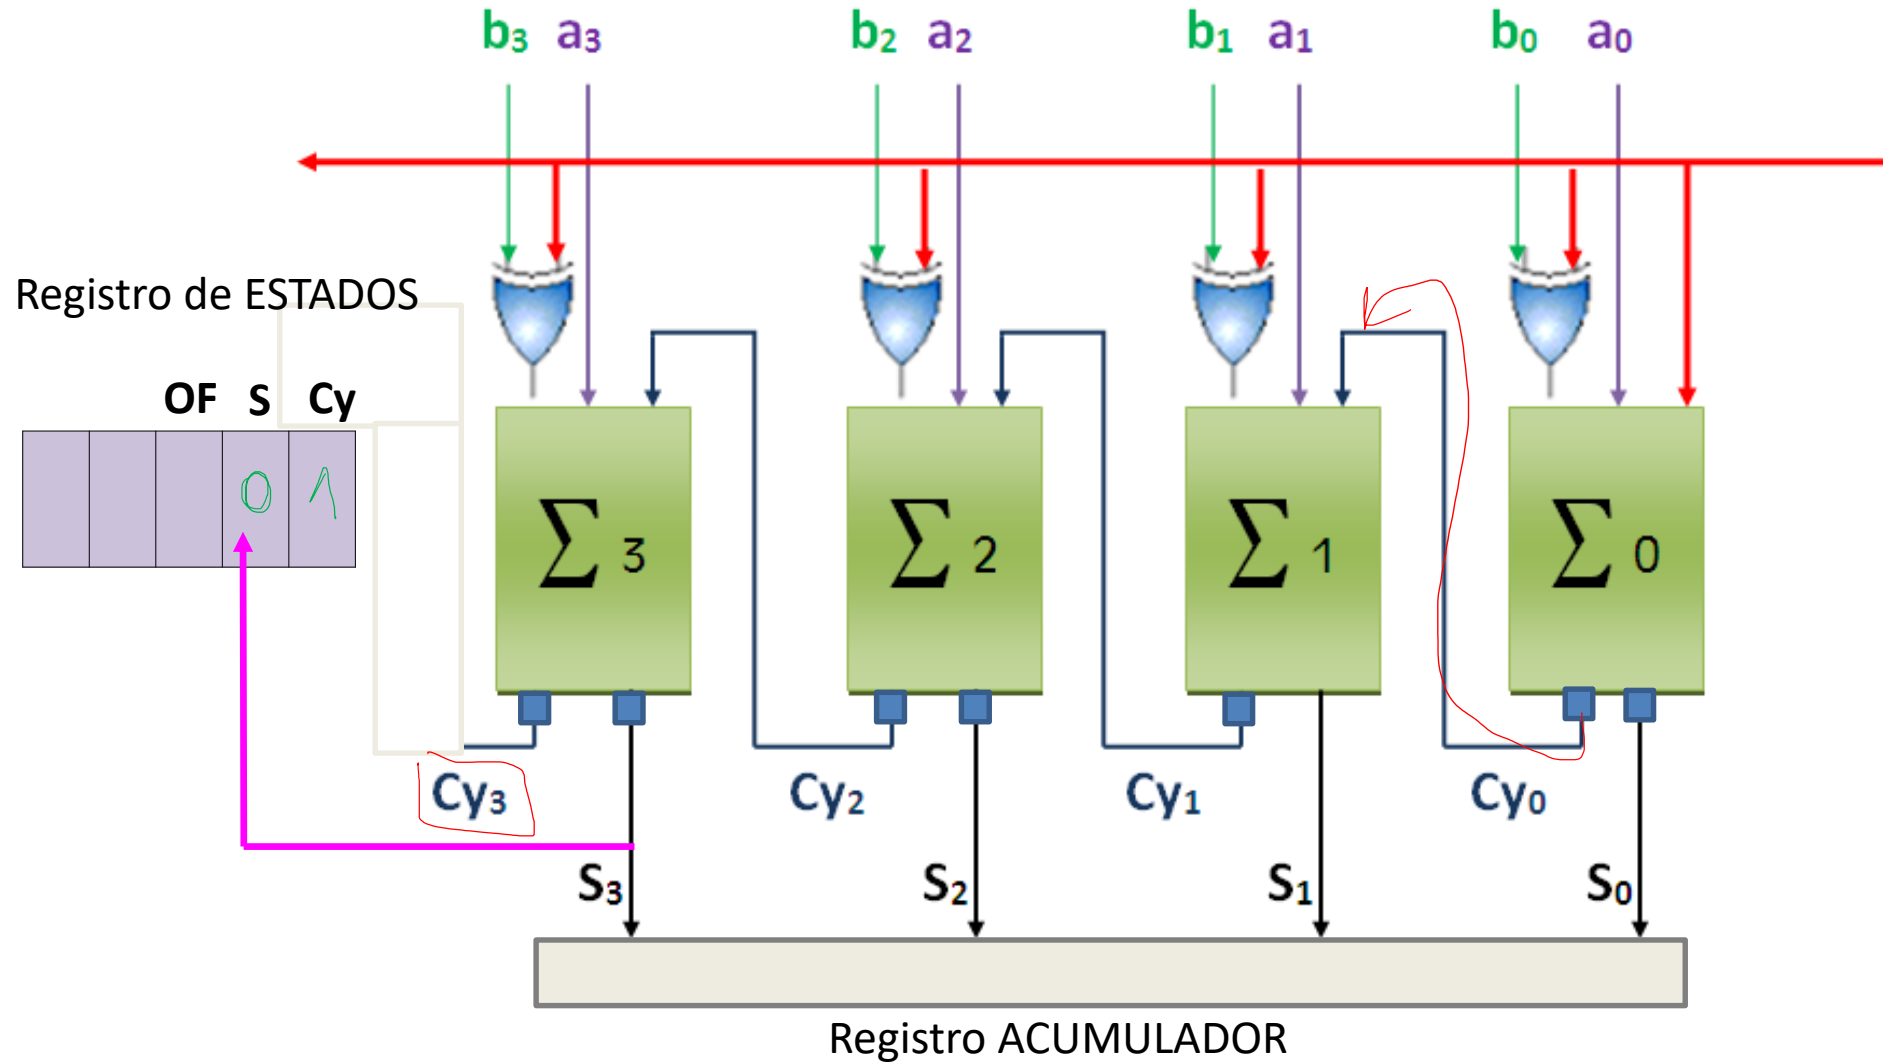 b3 a3 b2 a2 b1 a1 b0 a0
Registro de ESTADOS
OF S Cy
0 1
∑ 3 ∑ 2 ∑ 1 ∑ 0
Cy3 Cy2 Cy1 Cy0
S3 S2 S1 S0
Registro ACUMULADOR